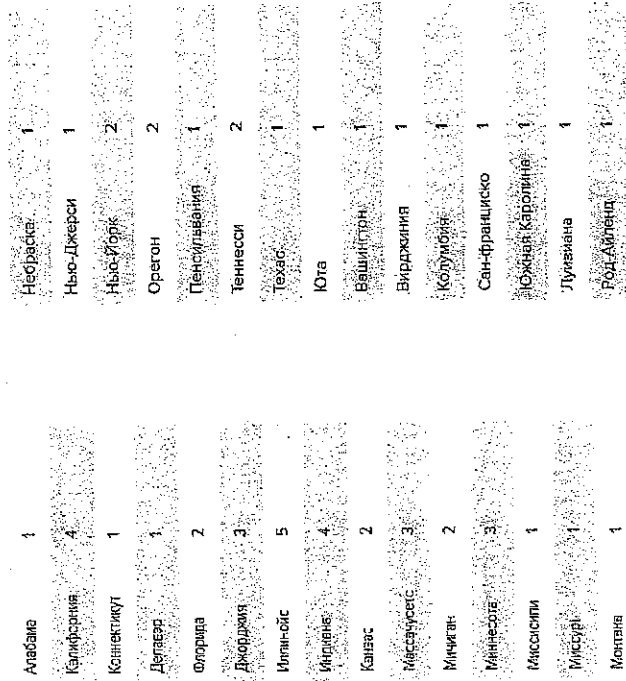 Алабама 1
Калифорния 4
Коннектикут 1
Делавэр 1
Флорида 2
Джорджия 3
Иллинойс 5
Индиана 4
Канзас 2
Массачусетс 3
Мичиган 2
Миннесота 3
Миссисипи 1
Миссури 1
Монтана 1
Небраска 1
Нью-Джерси 1
Нью-Йорк 2
Орегон 2
Пенсильвания 1
Теннесси 2
Техас 1
Юта 1
Вашингтон 1
Вирджиния 1
Колумбия 1
Сан-франциско 1
Южная Каролина 1
Луизиана 1
Род-Айленд 1